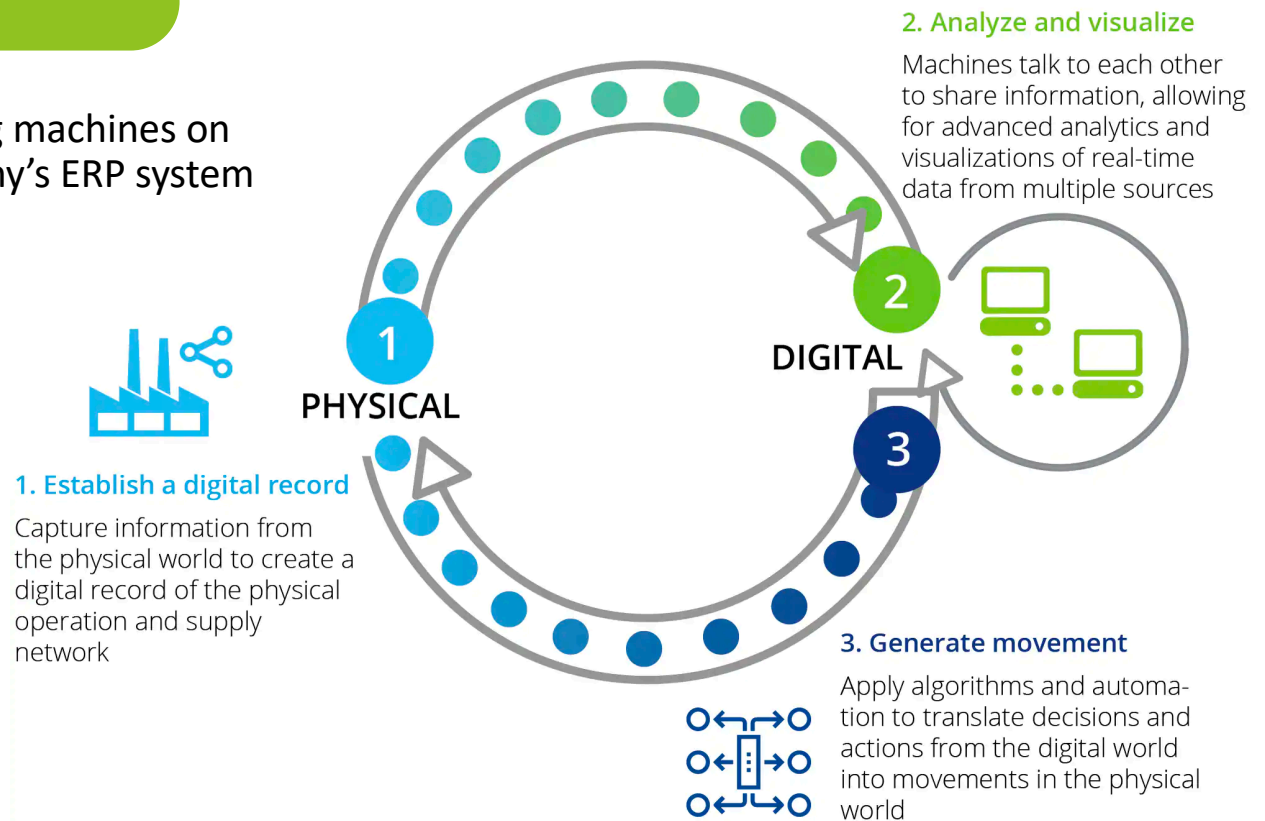 machines on
ERP system
2. Analyze and visualize
Machines talk to each other
to share information, allowing
for advanced analytics and
visualizations of real-time
data from multiple sources
1
PHYSICAL
2
DIGITAL
3
1. Establish a digital record
Capture information from
the physical world to create a
digital record of the physical
operation and supply
network
3. Generate movement
Apply algorithms and automa-
tion to translate decisions and
actions from the digital world
into movements in the physical
world